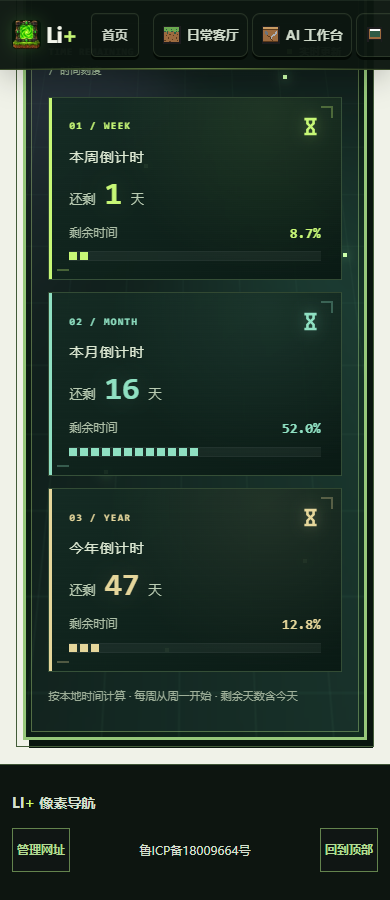 Li+
首页
日常客厅
AI 工作台
/ 时间刻度
01 / WEEK
本周倒计时
还剩 1 天
剩余时间 8.7%
02 / MONTH
本月倒计时
还剩 16 天
剩余时间 52.0%
03 / YEAR
今年倒计时
还剩 47 天
剩余时间 12.8%
按本地时间计算 · 每周从周一开始 · 剩余天数含今天
LI+ 像素导航
管理网址
鲁ICP备18009664号
回到顶部